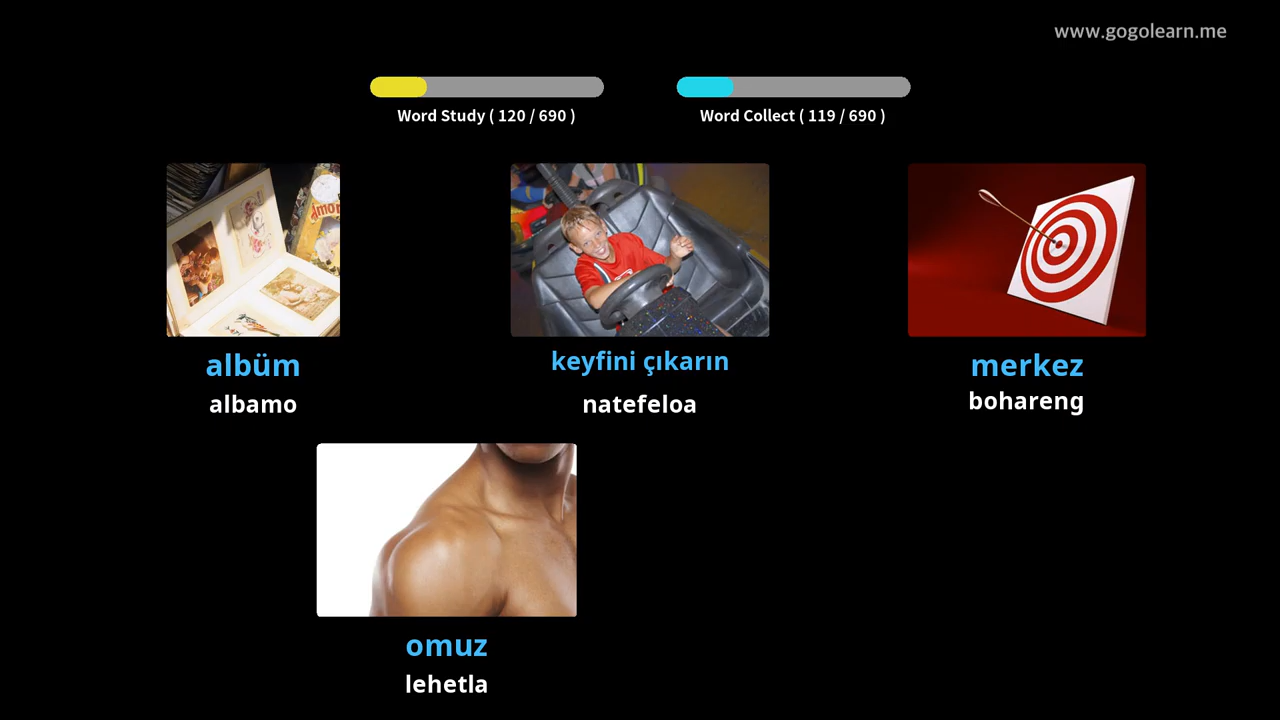 www.gogolearn.me
Word Study ( 120 / 690 )
Word Collect ( 119 / 690 )
albüm
albamo
keyfini çıkarın
natefeloa
merkez
bohareng
omuz
lehetla